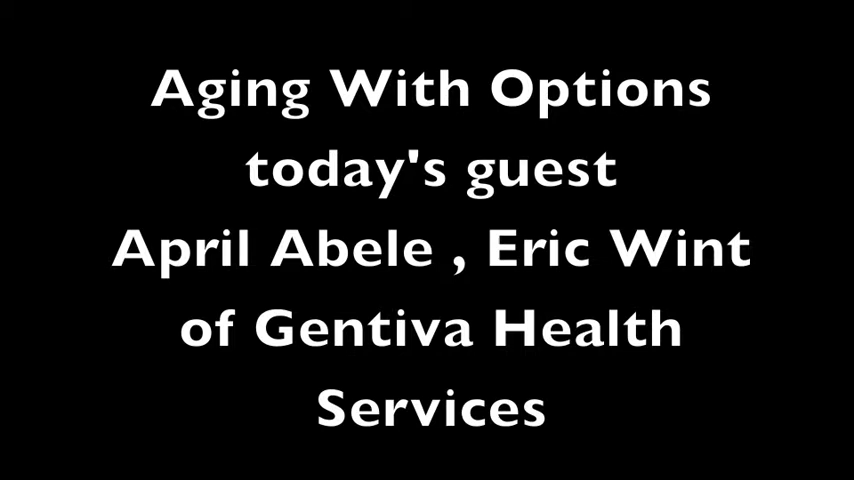 Aging With Options
today's guest
April Abele , Eric Wint
of Gentiva Health
Services